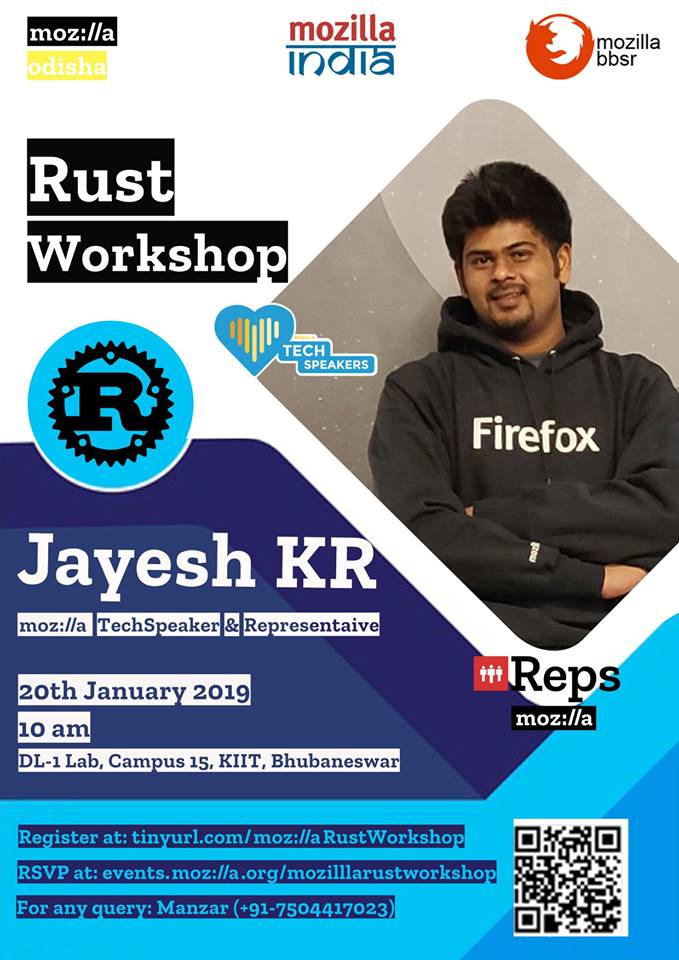 moz://a
odisha
mozilla
india
mozilla
bbsr
Rust
Workshop
MOZILLA
TECH
SPEAKERS
R
Firefox
Jayesh KR
moz://a TechSpeaker & Representaive
20th January 2019
10 am
DL-1 Lab, Campus 15, KIIT, Bhubaneswar
Reps
moz://a
Register at: tinyurl.com/moz://aRustWorkshop
RSVP at: events.moz://a.org/mozilllarustworkshop
For any query: Manzar (+91-7504417023)